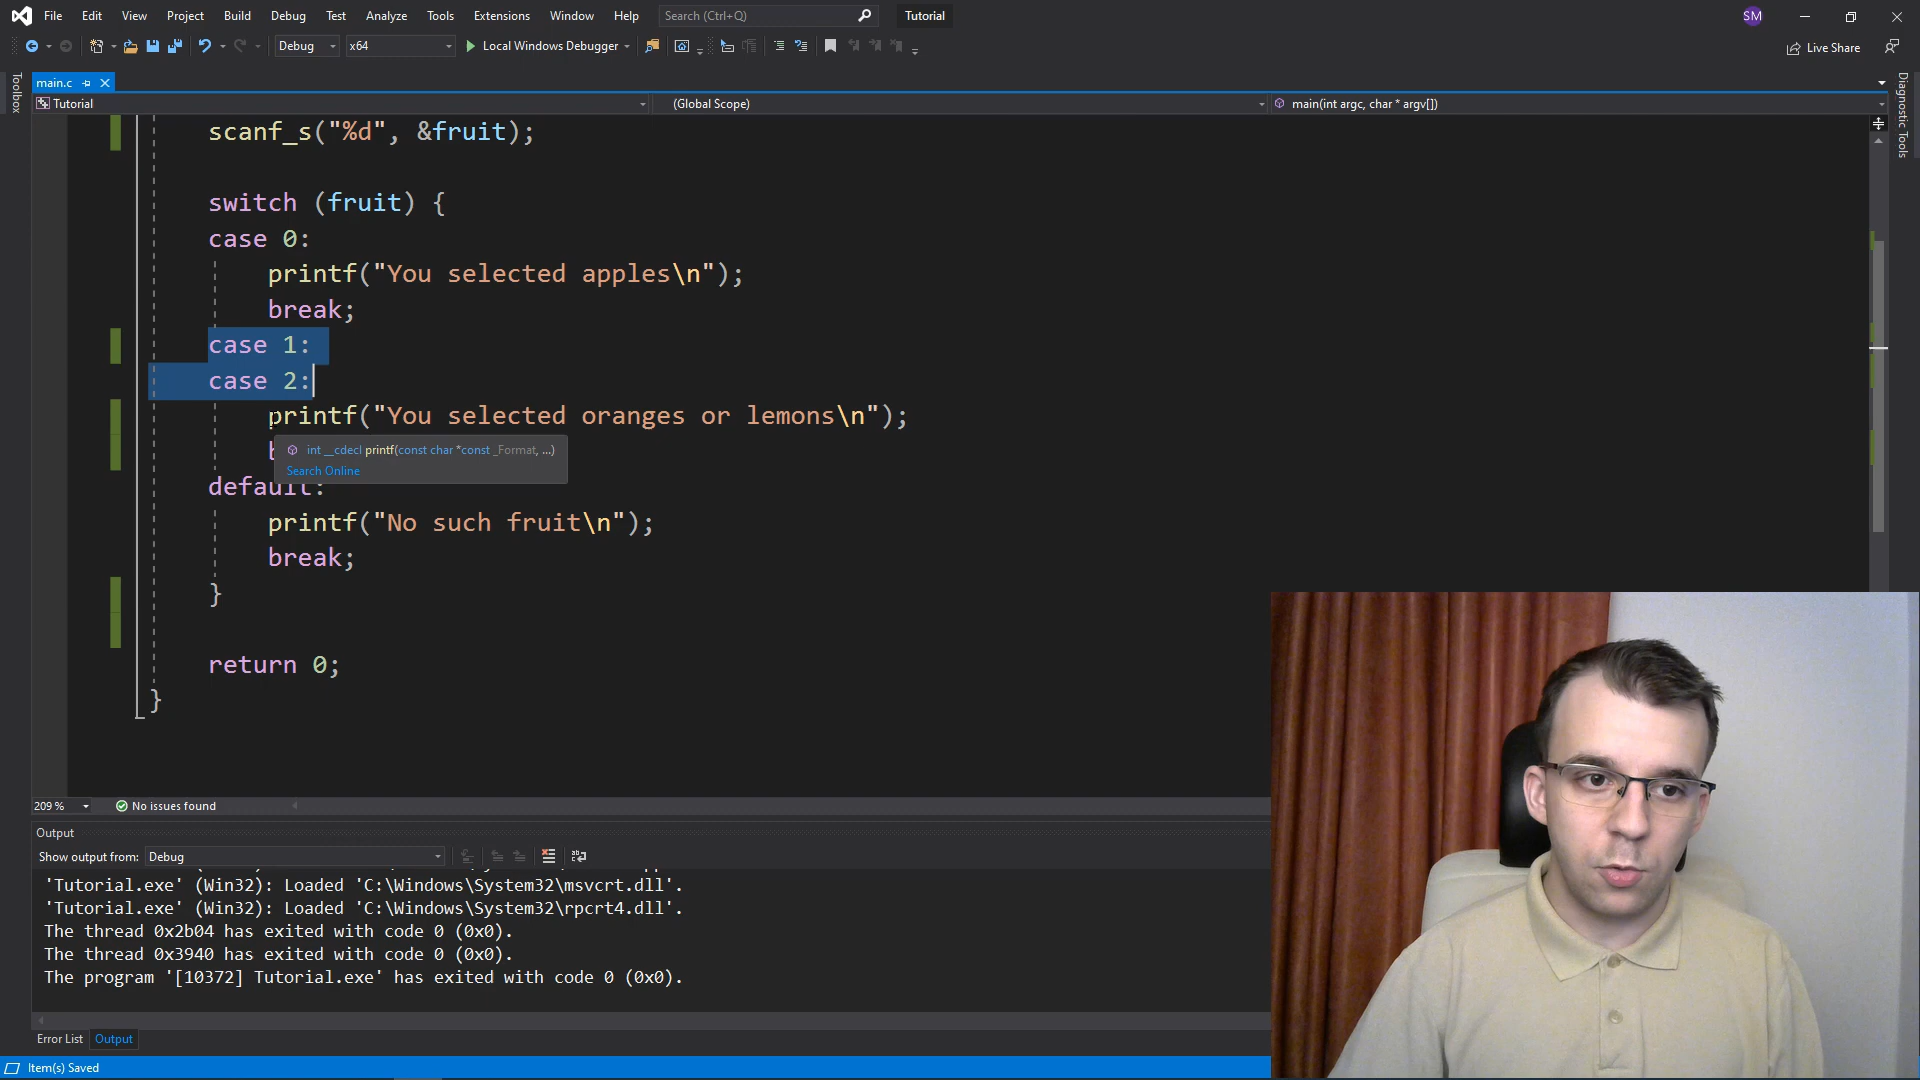 File Edit View Project Build Debug Test Analyze Tools Extensions Window Help Search (Ctrl+Q) Tutorial SM
Debug x64 Local Windows Debugger Live Share
Toolbox
main.c
Diagnostic Tools
Tutorial (Global Scope) main(int argc, char * argv[])
scanf_s("%d", &fruit);
switch (fruit) {
case 0:
printf("You selected apples\n");
break;
case 1:
case 2:
printf("You selected oranges or lemons\n");
int __cdecl printf(const char *const _Format, ...)
Search Online
default:
printf("No such fruit\n");
break;
}
return 0;
}
209 % No issues found
Output
Show output from: Debug
'Tutorial.exe' (Win32): Loaded 'C:\Windows\System32\msvcrt.dll'.
'Tutorial.exe' (Win32): Loaded 'C:\Windows\System32\rpcrt4.dll'.
The thread 0x2b04 has exited with code 0 (0x0).
The thread 0x3940 has exited with code 0 (0x0).
The program '[10372] Tutorial.exe' has exited with code 0 (0x0).
Error List Output
Item(s) Saved